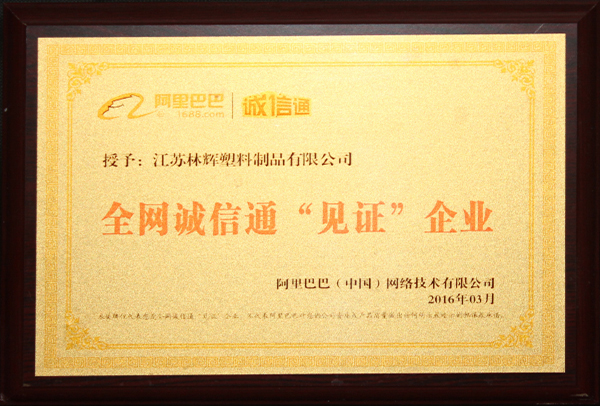 阿里巴巴 诚信通
1688.com
授予：江苏林辉塑料制品有限公司
全网诚信通“见证”企业
阿里巴巴（中国）网络技术有限公司
2016年03月